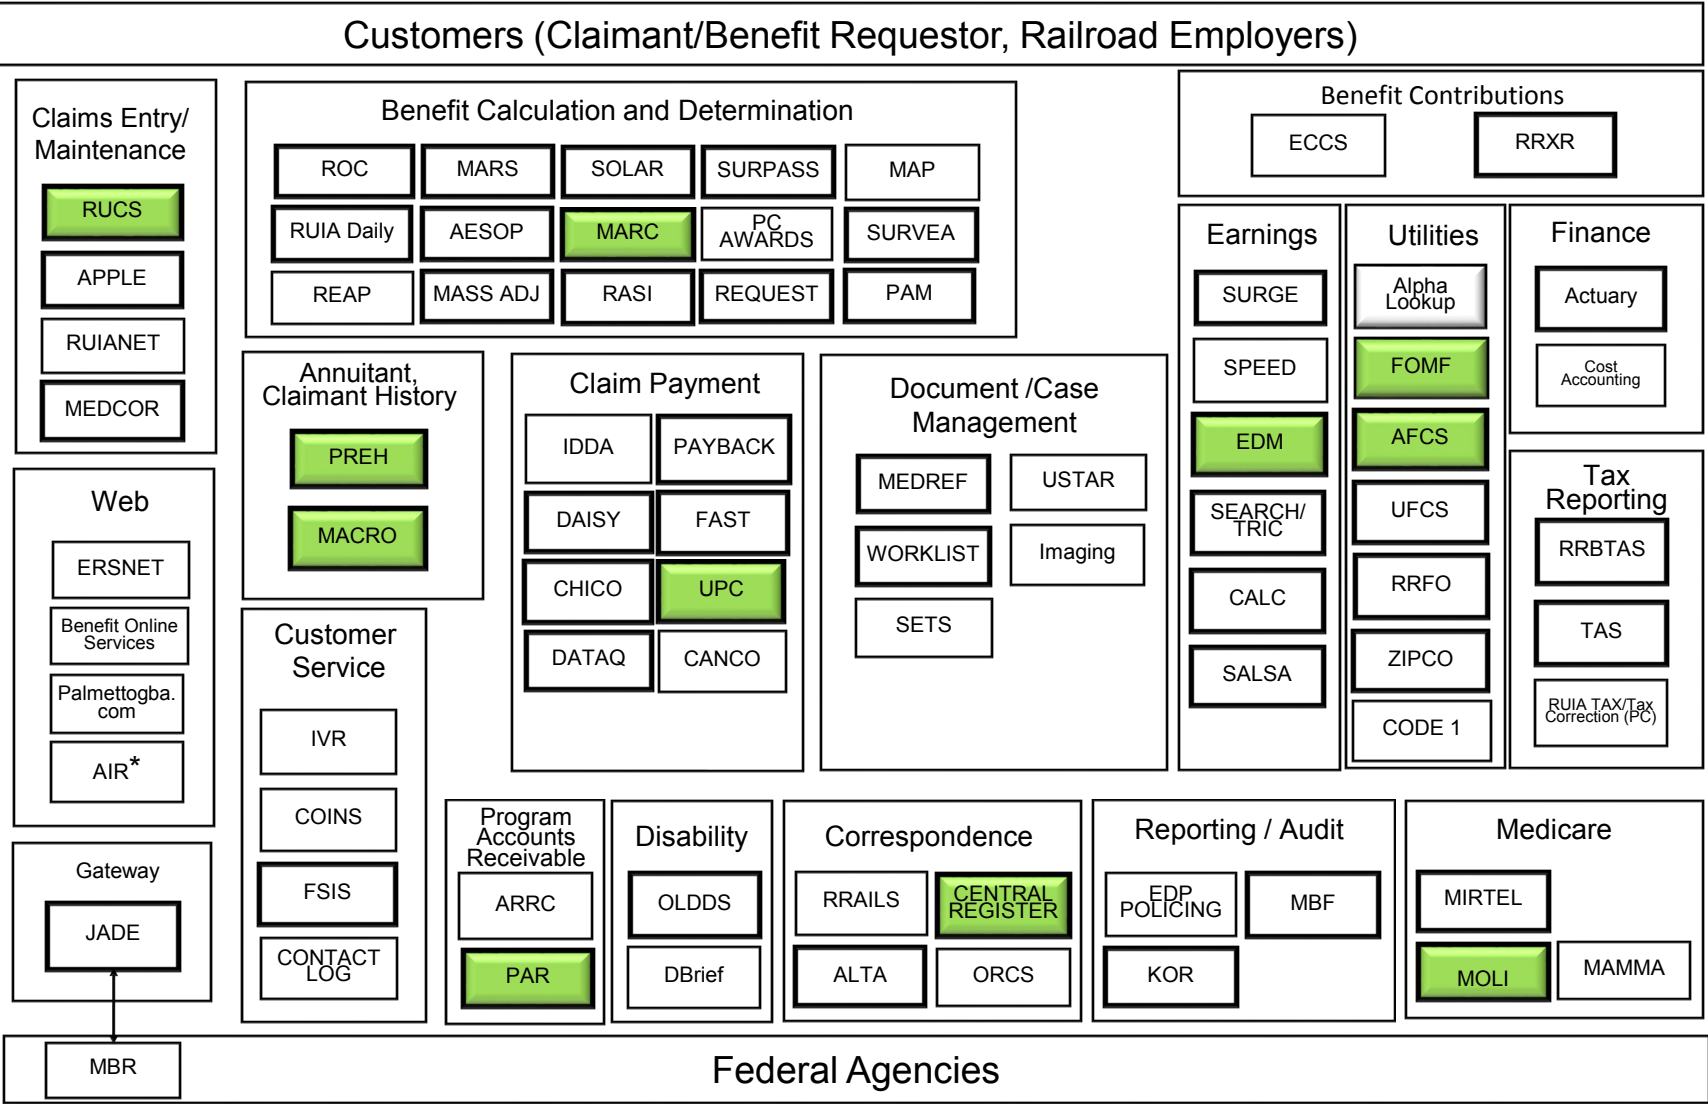 Customers (Claimant/Benefit Requestor, Railroad Employers)
Claims Entry/
Maintenance
RUCS
APPLE
RUIANET
MEDCOR
Benefit Calculation and Determination
ROC
MARS
SOLAR
SURPASS
MAP
RUIA Daily
AESOP
MARC
PC
AWARDS
SURVEA
REAP
MASS ADJ
RASI
REQUEST
PAM
Benefit Contributions
ECCS
RRXR
Annuitant,
Claimant History
PREH
MACRO
Claim Payment
IDDA
PAYBACK
DAISY
FAST
CHICO
UPC
DATAQ
CANCO
Document /Case
Management
MEDREF
USTAR
WORKLIST
Imaging
SETS
Earnings
SURGE
SPEED
EDM
SEARCH/
TRIC
CALC
SALSA
Utilities
Alpha
Lookup
FOMF
AFCS
UFCS
RRFO
ZIPCO
CODE 1
Finance
Actuary
Cost
Accounting
Tax
Reporting
RRBTAS
TAS
RUIA TAX/Tax
Correction (PC)
Web
ERSNET
Benefit Online
Services
Palmettogba.
com
AIR*
Customer
Service
IVR
COINS
FSIS
CONTACT
LOG
Gateway
JADE
Program
Accounts
Receivable
ARRC
PAR
Disability
OLDDS
DBrief
Correspondence
RRAILS
CENTRAL
REGISTER
ALTA
ORCS
Reporting / Audit
EDP
POLICING
MBF
KOR
Medicare
MIRTEL
MOLI
MAMMA
MBR
Federal Agencies